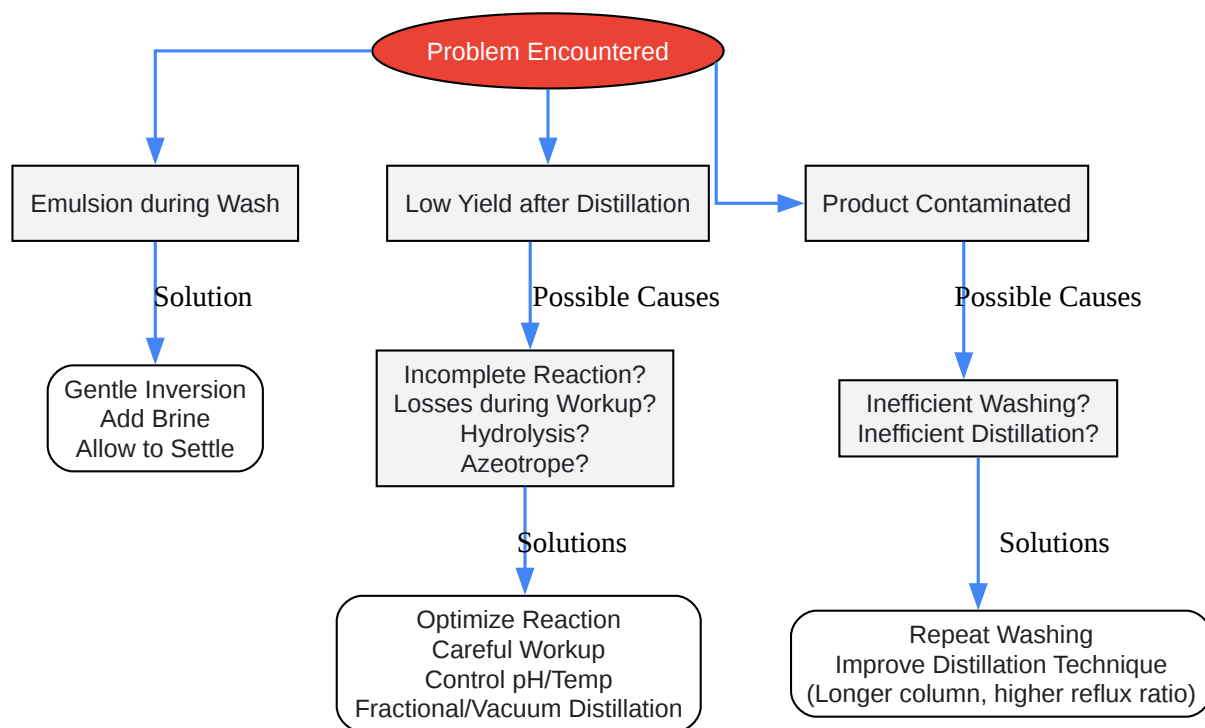 Problem Encountered
Emulsion during Wash
Low Yield after Distillation
Product Contaminated
Solution
Possible Causes
Possible Causes
Gentle Inversion
Add Brine
Allow to Settle
Incomplete Reaction?
Losses during Workup?
Hydrolysis?
Azeotrope?
Inefficient Washing?
Inefficient Distillation?
Solutions
Solutions
Optimize Reaction
Careful Workup
Control pH/Temp
Fractional/Vacuum Distillation
Repeat Washing
Improve Distillation Technique
(Longer column, higher reflux ratio)